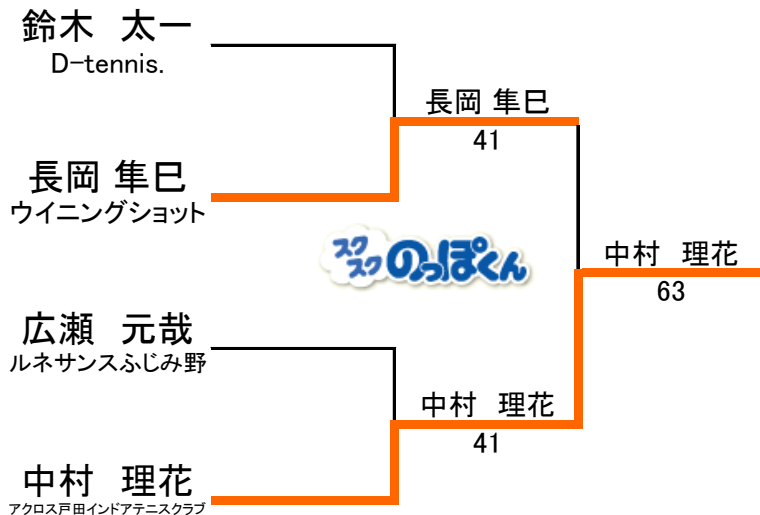 鈴木　太一
D-tennis.
長岡 隼巳
41
長岡 隼巳
ウイニングショット
スクスク のっぽくん
中村　理花
63
広瀬　元哉
ルネサンスふじみ野
中村　理花
41
中村　理花
アクロス戸田インドアテニスクラブ